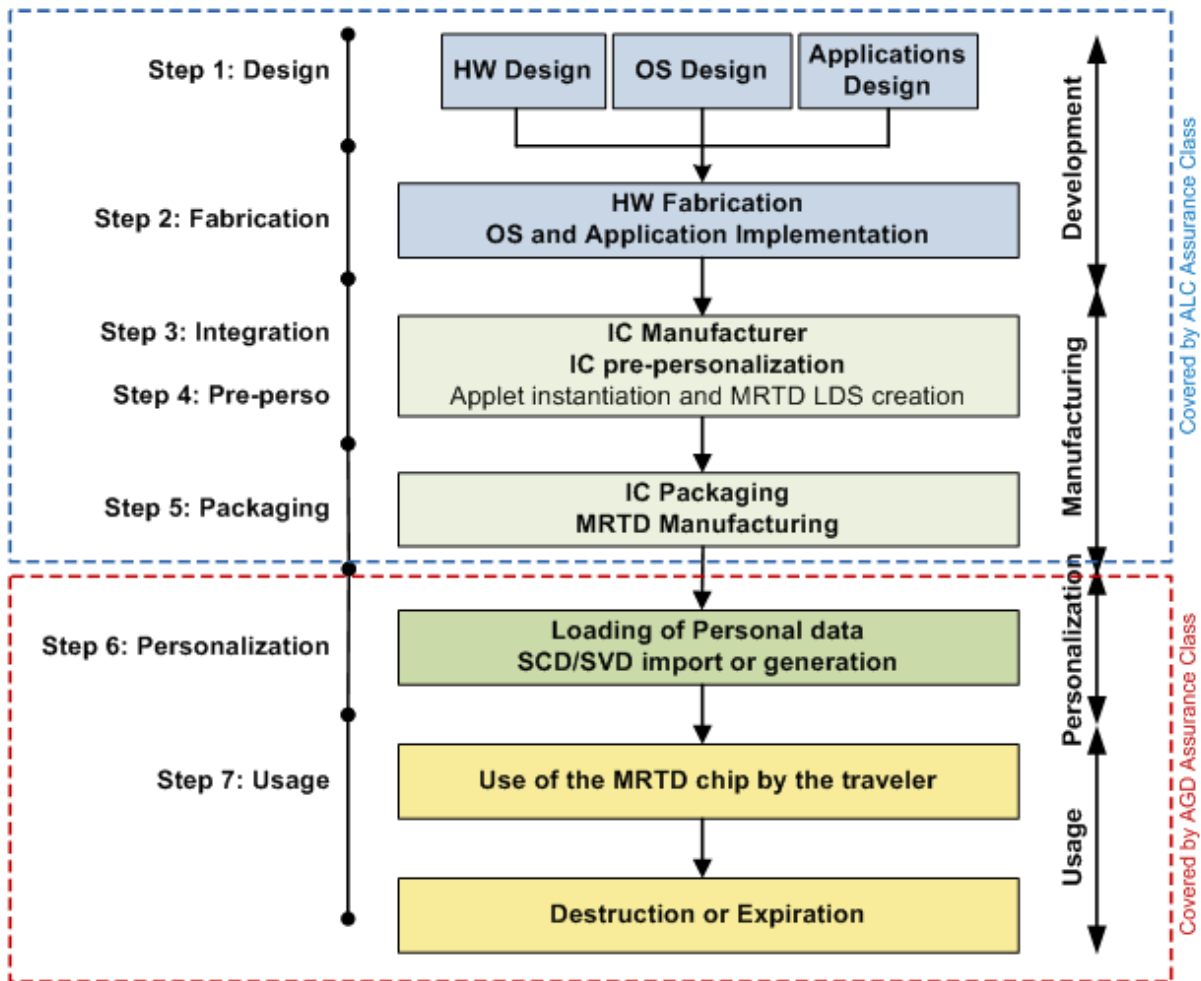 Step 1: Design
HW Design
OS Design
Applications
Design
Development
Covered by ALC Assurance Class
Step 2: Fabrication
HW Fabrication
OS and Application Implementation
Step 3: Integration
Step 4: Pre-perso
IC Manufacturer
IC pre-personalization
Applet instantiation and MRTD LDS creation
Manufacturing
Step 5: Packaging
IC Packaging
MRTD Manufacturing
Step 6: Personalization
Loading of Personal data
SCD/SVD import or generation
Personalization
Covered by AGD Assurance Class
Step 7: Usage
Use of the MRTD chip by the traveler
Usage
Destruction or Expiration